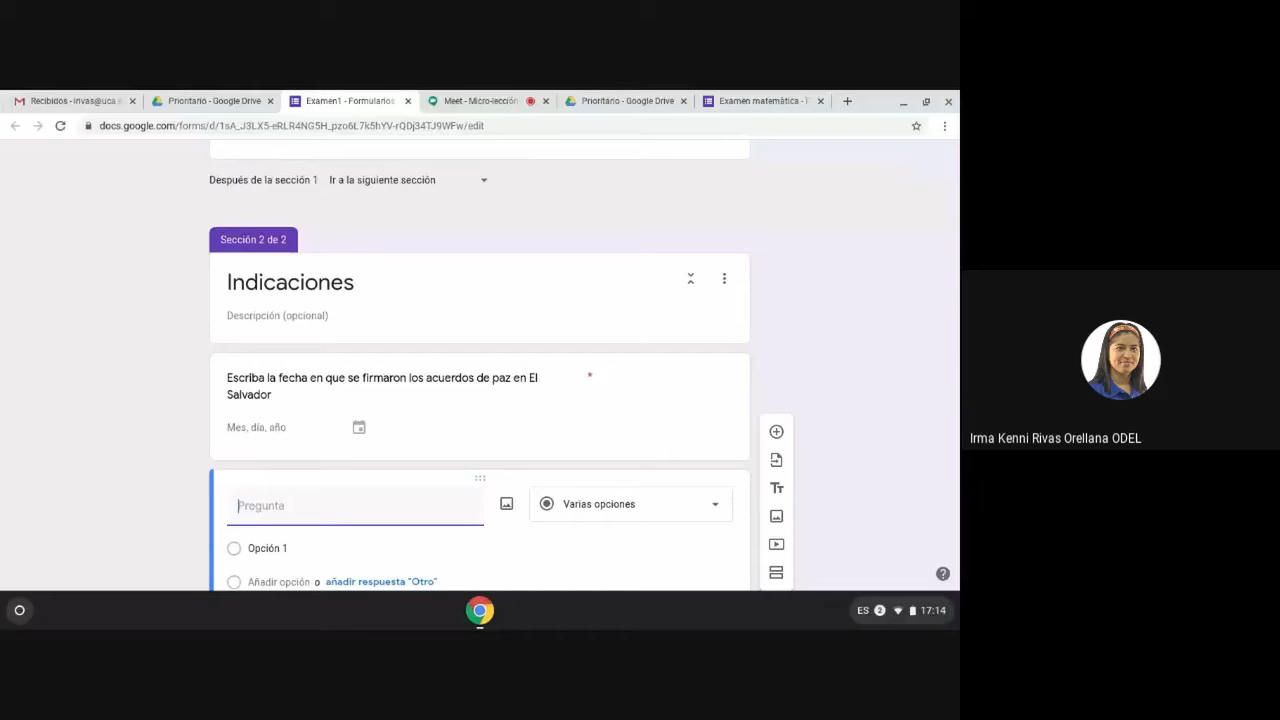 Recibidos - irivas@uca.e
Prioritario - Google Drive
Examen1 - Formularios
Meet - Micro-lección
Prioritario - Google Drive
Examen matemàtica -
docs.google.com/forms/d/1sA_J3LX5-eRLR4NG5H_pzo6L7k5hYV-rQDj34TJ9WFw/edit
Después de la sección 1 Ir a la siguiente sección
Sección 2 de 2
Indicaciones
Descripción (opcional)
Escriba la fecha en que se firmaron los acuerdos de paz en El *
Salvador
Mes, día, año
Pregunta
Varias opciones
Opción 1
Añadir opción o añadir respuesta "Otro"
Irma Kenni Rivas Orellana ODEL
ES 2 17:14